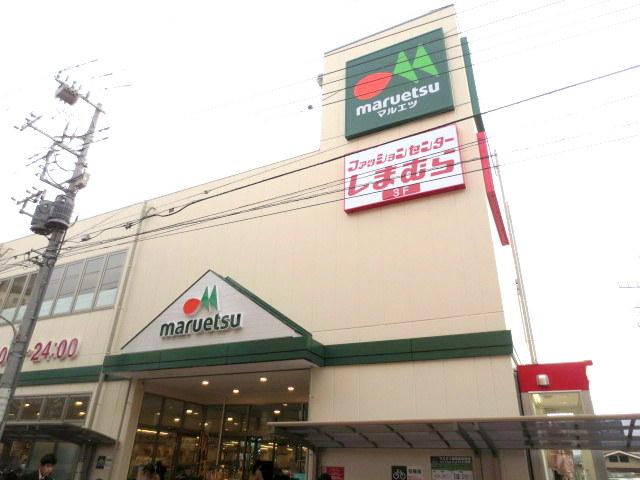 maruetsu
マルエツ
ファッションセンター
しまむら
3F
maruetsu
24:00